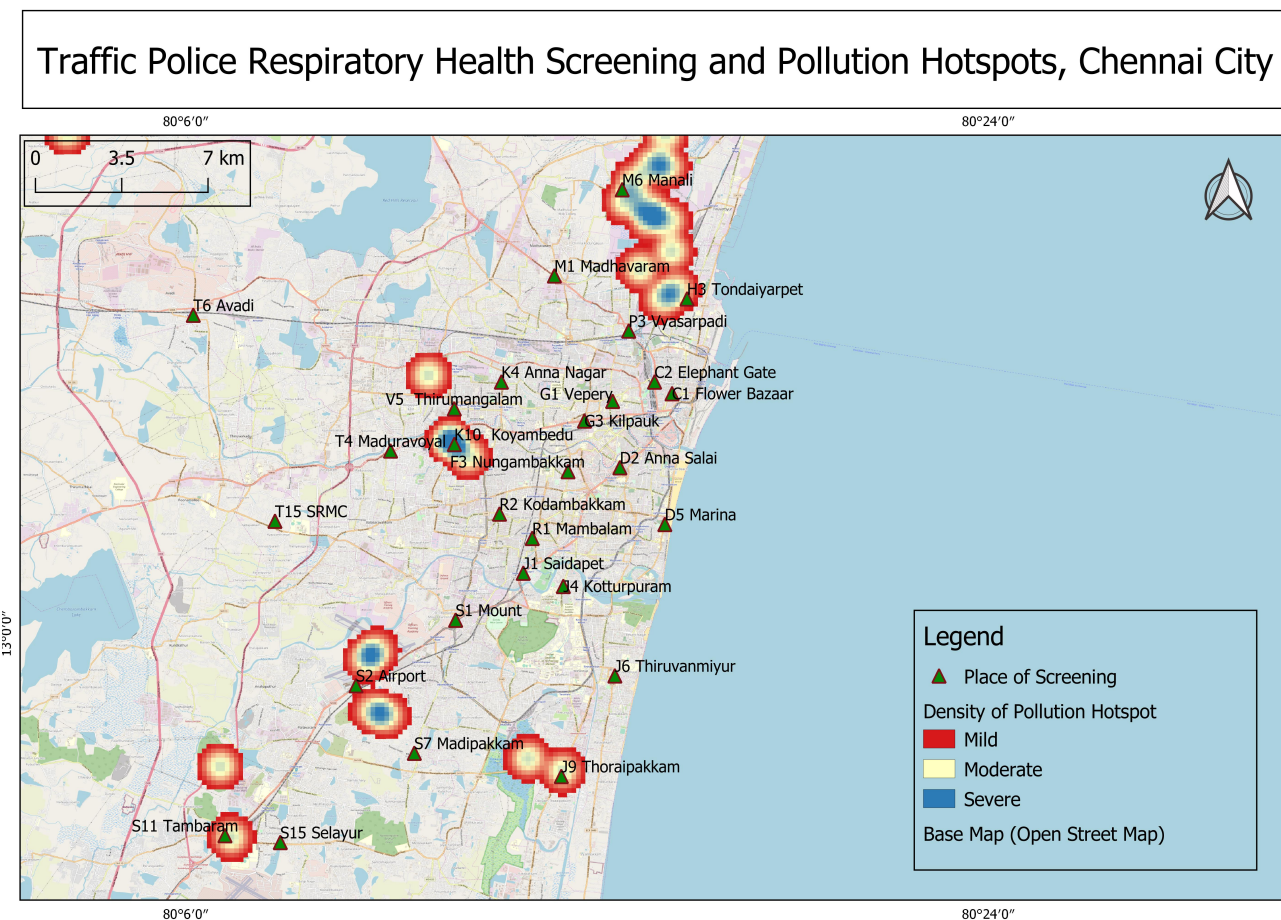 Traffic Police Respiratory Health Screening and Pollution Hotspots, Chennai City
80°6′0″
80°24′0″
0 3.5 7 km
M6 Manali
M1 Madhavaram
H3 Tondaiyarpet
T6 Avadi
P3 Vyasarpadi
K4 Anna Nagar
C2 Elephant Gate
V5 Thirumangalam
G1 Vepery
C1 Flower Bazaar
G3 Kilpauk
T4 Maduravoyal
K10 Koyambedu
F3 Nungambakkam
D2 Anna Salai
T15 SRMC
R2 Kodambakkam
D5 Marina
R1 Mambalam
J1 Saidapet
J4 Kotturpuram
S1 Mount
13°0′0″
J6 Thiruvanmiyur
S2 Airport
S7 Madipakkam
J9 Thoraipakkam
S11 Tambaram
S15 Selayur
Legend
Place of Screening
Density of Pollution Hotspot
Mild
Moderate
Severe
Base Map (Open Street Map)
80°6′0″
80°24′0″